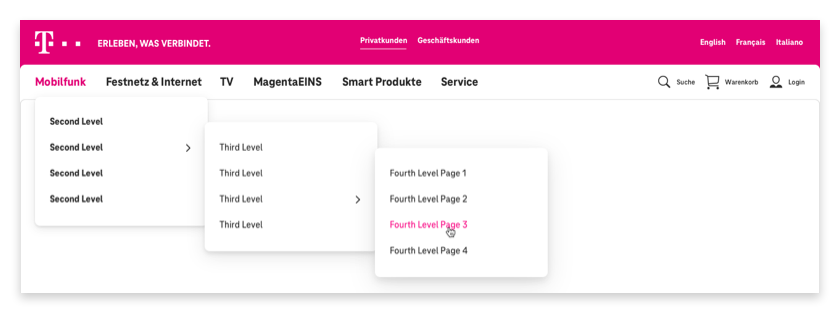 T
ERLEBEN, WAS VERBINDET.
Privatkunden Geschäftskunden
English Français Italiano
Mobilfunk Festnetz & Internet TV MagentaEINS Smart Produkte Service
Suche Warenkorb Login
Second Level
Second Level
Second Level
Second Level
Third Level
Third Level
Third Level
Third Level
Fourth Level Page 1
Fourth Level Page 2
Fourth Level Page 3
Fourth Level Page 4